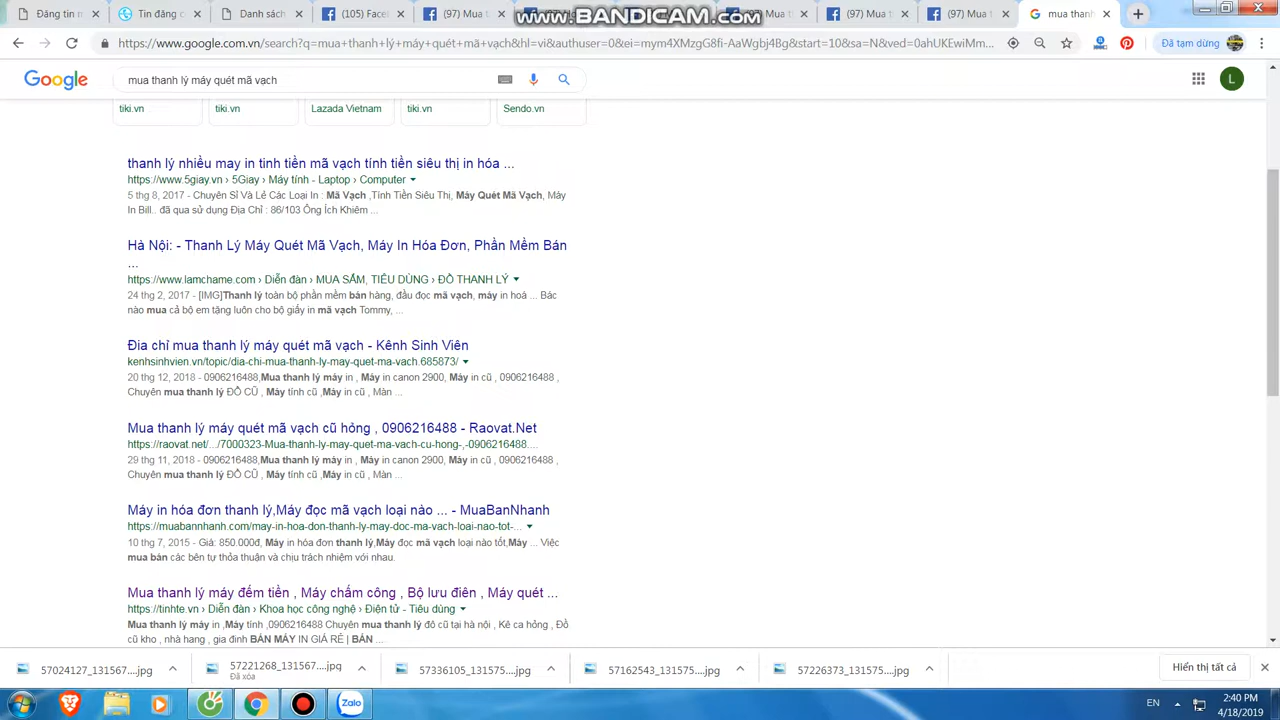 Đăng tin m
Tin đăng c
Danh sách
(105) Face
(97) Mua t
(97) Mua t
(97) Mua t
mua thanh
www.BANDICAM.com
https://www.google.com.vn/search?q=mua+thanh+lý+máy+quét+mã+vạch&hl=vi&authuser=0&ei=mym4XMzgG8fi-AaWgbj4Bg&start=10&sa=N&ved=0ahUKEwiMm...
Đã tạm dừng
Google
mua thanh lý máy quét mã vạch
L
tiki.vn
tiki.vn
Lazada Vietnam
tiki.vn
Sendo.vn
thanh lý nhiều may in tinh tiền mã vạch tính tiền siêu thị in hóa ...
https://www.5giay.vn › 5Giay › Máy tính - Laptop › Computer
5 thg 8, 2017 - Chuyên Sỉ Và Lẻ Các Loại In : Mã Vạch ,Tính Tiền Siêu Thị, Máy Quét Mã Vạch, Máy
In Bill.. đã qua sử dụng Địa Chỉ : 86/103 Ông Ích Khiêm ...
Hà Nội: - Thanh Lý Máy Quét Mã Vạch, Máy In Hóa Đơn, Phần Mềm Bán
...
https://www.lamchame.com › Diễn đàn › MUA SẮM, TIÊU DÙNG › ĐỒ THANH LÝ
24 thg 2, 2017 - [IMG]Thanh lý toàn bộ phần mềm bán hàng, đầu đọc mã vạch, máy in hoá ... Bác
nào mua cả bộ em tặng luôn cho bộ giấy in mã vạch Tommy, ...
Địa chỉ mua thanh lý máy quét mã vạch - Kênh Sinh Viên
kenhsinhvien.vn/topic/dia-chi-mua-thanh-ly-may-quet-ma-vach.685873/
20 thg 12, 2018 - 0906216488,Mua thanh lý máy in , Máy in canon 2900, Máy in cũ , 0906216488 ,
Chuyên mua thanh lý ĐỒ CŨ , Máy tính cũ ,Máy in cũ , Màn ...
Mua thanh lý máy quét mã vạch cũ hỏng , 0906216488 - Raovat.Net
https://raovat.net/.../7000323-Mua-thanh-ly-may-quet-ma-vach-cu-hong-,-0906216488....
29 thg 11, 2018 - 0906216488,Mua thanh lý máy in , Máy in canon 2900, Máy in cũ , 0906216488 ,
Chuyên mua thanh lý ĐỒ CŨ , Máy tính cũ ,Máy in cũ , Màn ...
Máy in hóa đơn thanh lý,Máy đọc mã vạch loại nào ... - MuaBanNhanh
https://muabannhanh.com/may-in-hoa-don-thanh-ly-may-doc-ma-vach-loai-nao-tot-...
10 thg 7, 2015 - Giá: 850.000đ, Máy in hóa đơn thanh lý,Máy đọc mã vạch loại nào tốt,Máy ... Việc
mua bán các bên tự thỏa thuận và chịu trách nhiệm với nhau.
Mua thanh lý máy đếm tiền , Máy chấm công , Bộ lưu điên , Máy quét ...
https://tinhte.vn › Diễn đàn › Khoa học công nghệ › Điện tử - Tiêu dùng
Mua thanh lý máy in ,Máy tính ,0906216488 Chuyên mua thanh lý đô cũ tại hà nội , Kê ca hỏng , Đồ
cũ kho , nhà hang , gia đinh BÁN MÁY IN GIÁ RẺ | BÁN ...
57024127_131567....jpg
57221268_131567....jpg
Đã xóa
57336105_131575....jpg
57162543_131575....jpg
57226373_131575....jpg
Hiển thị tất cả
Zalo
EN
2:40 PM
4/18/2019